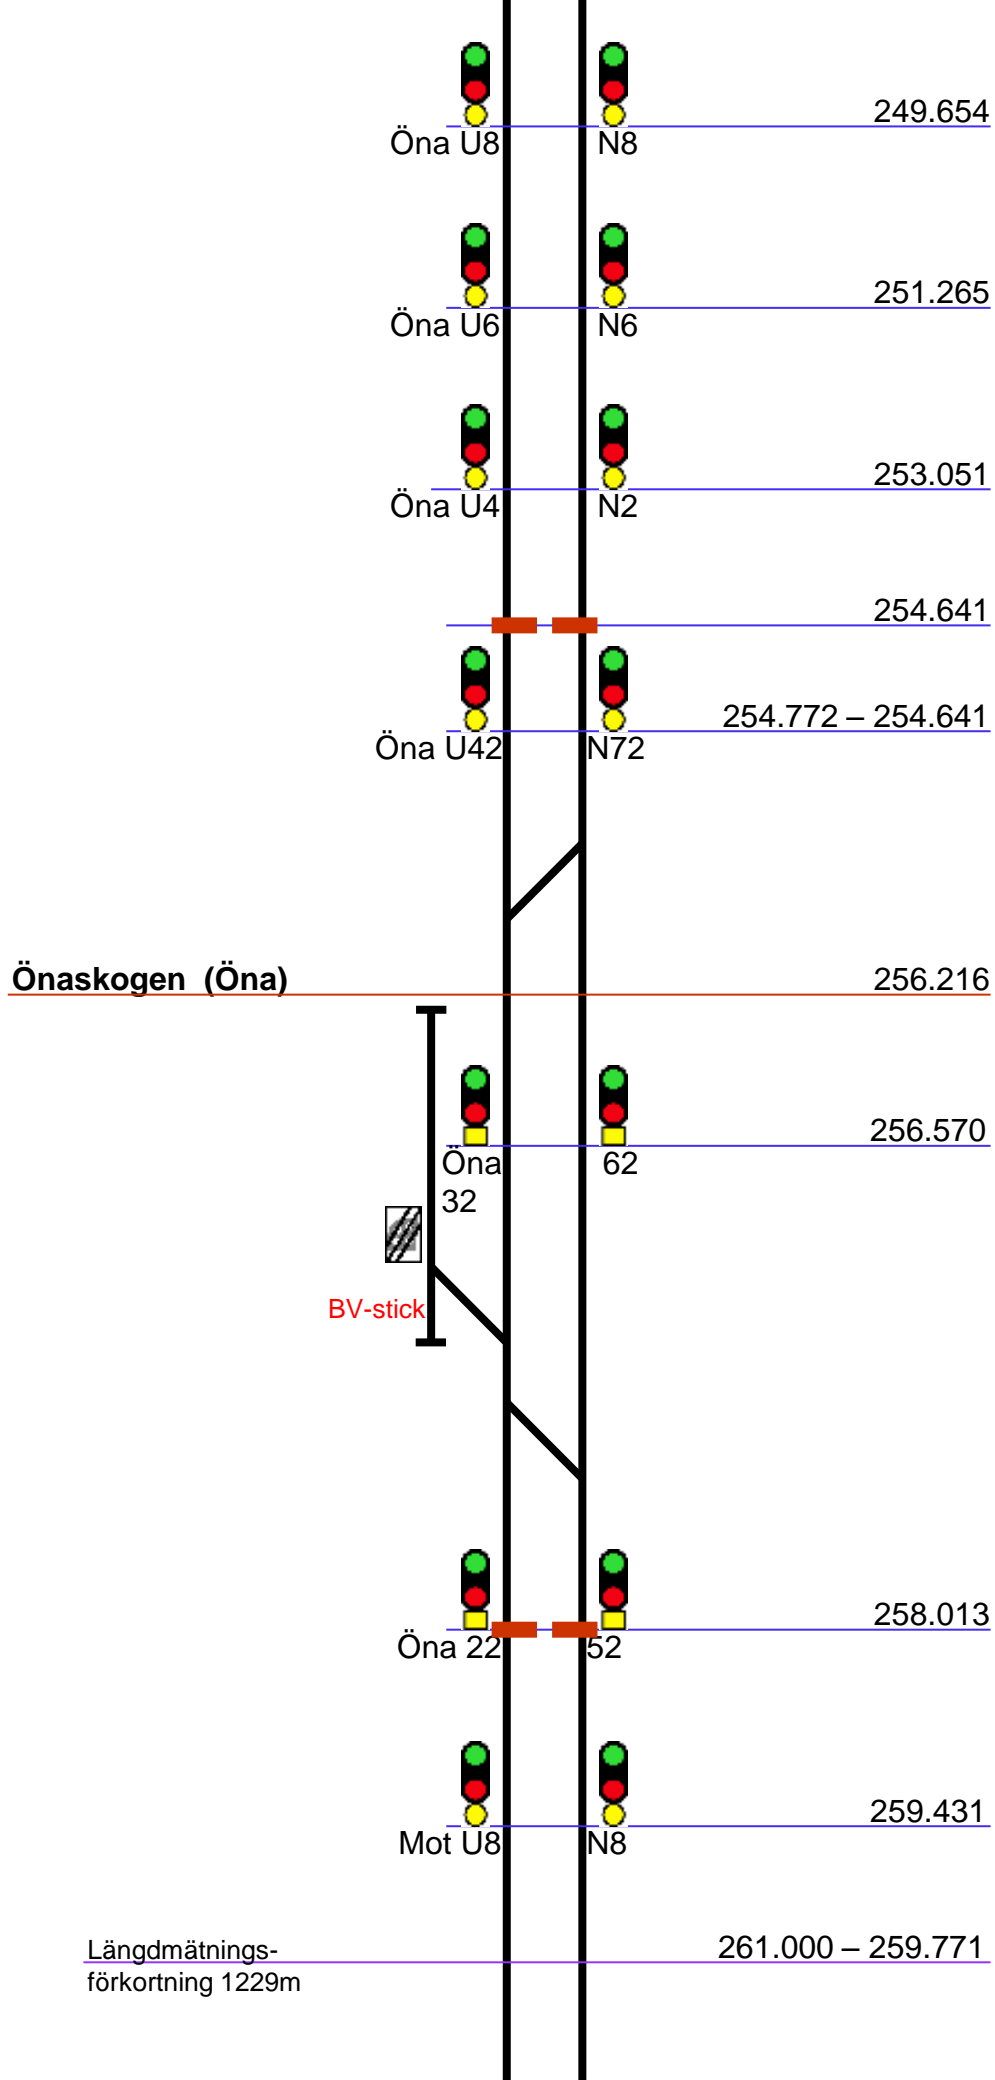 249.654
Öna U8 N8
251.265
Öna U6 N6
253.051
Öna U4 N2
254.641
254.772 – 254.641
Öna U42 N72
Önaskogen (Öna) 256.216
256.570
Öna 62
32
BV-stick
258.013
Öna 22 52
259.431
Mot U8 N8
Längdmätnings- 261.000 – 259.771
förkortning 1229m